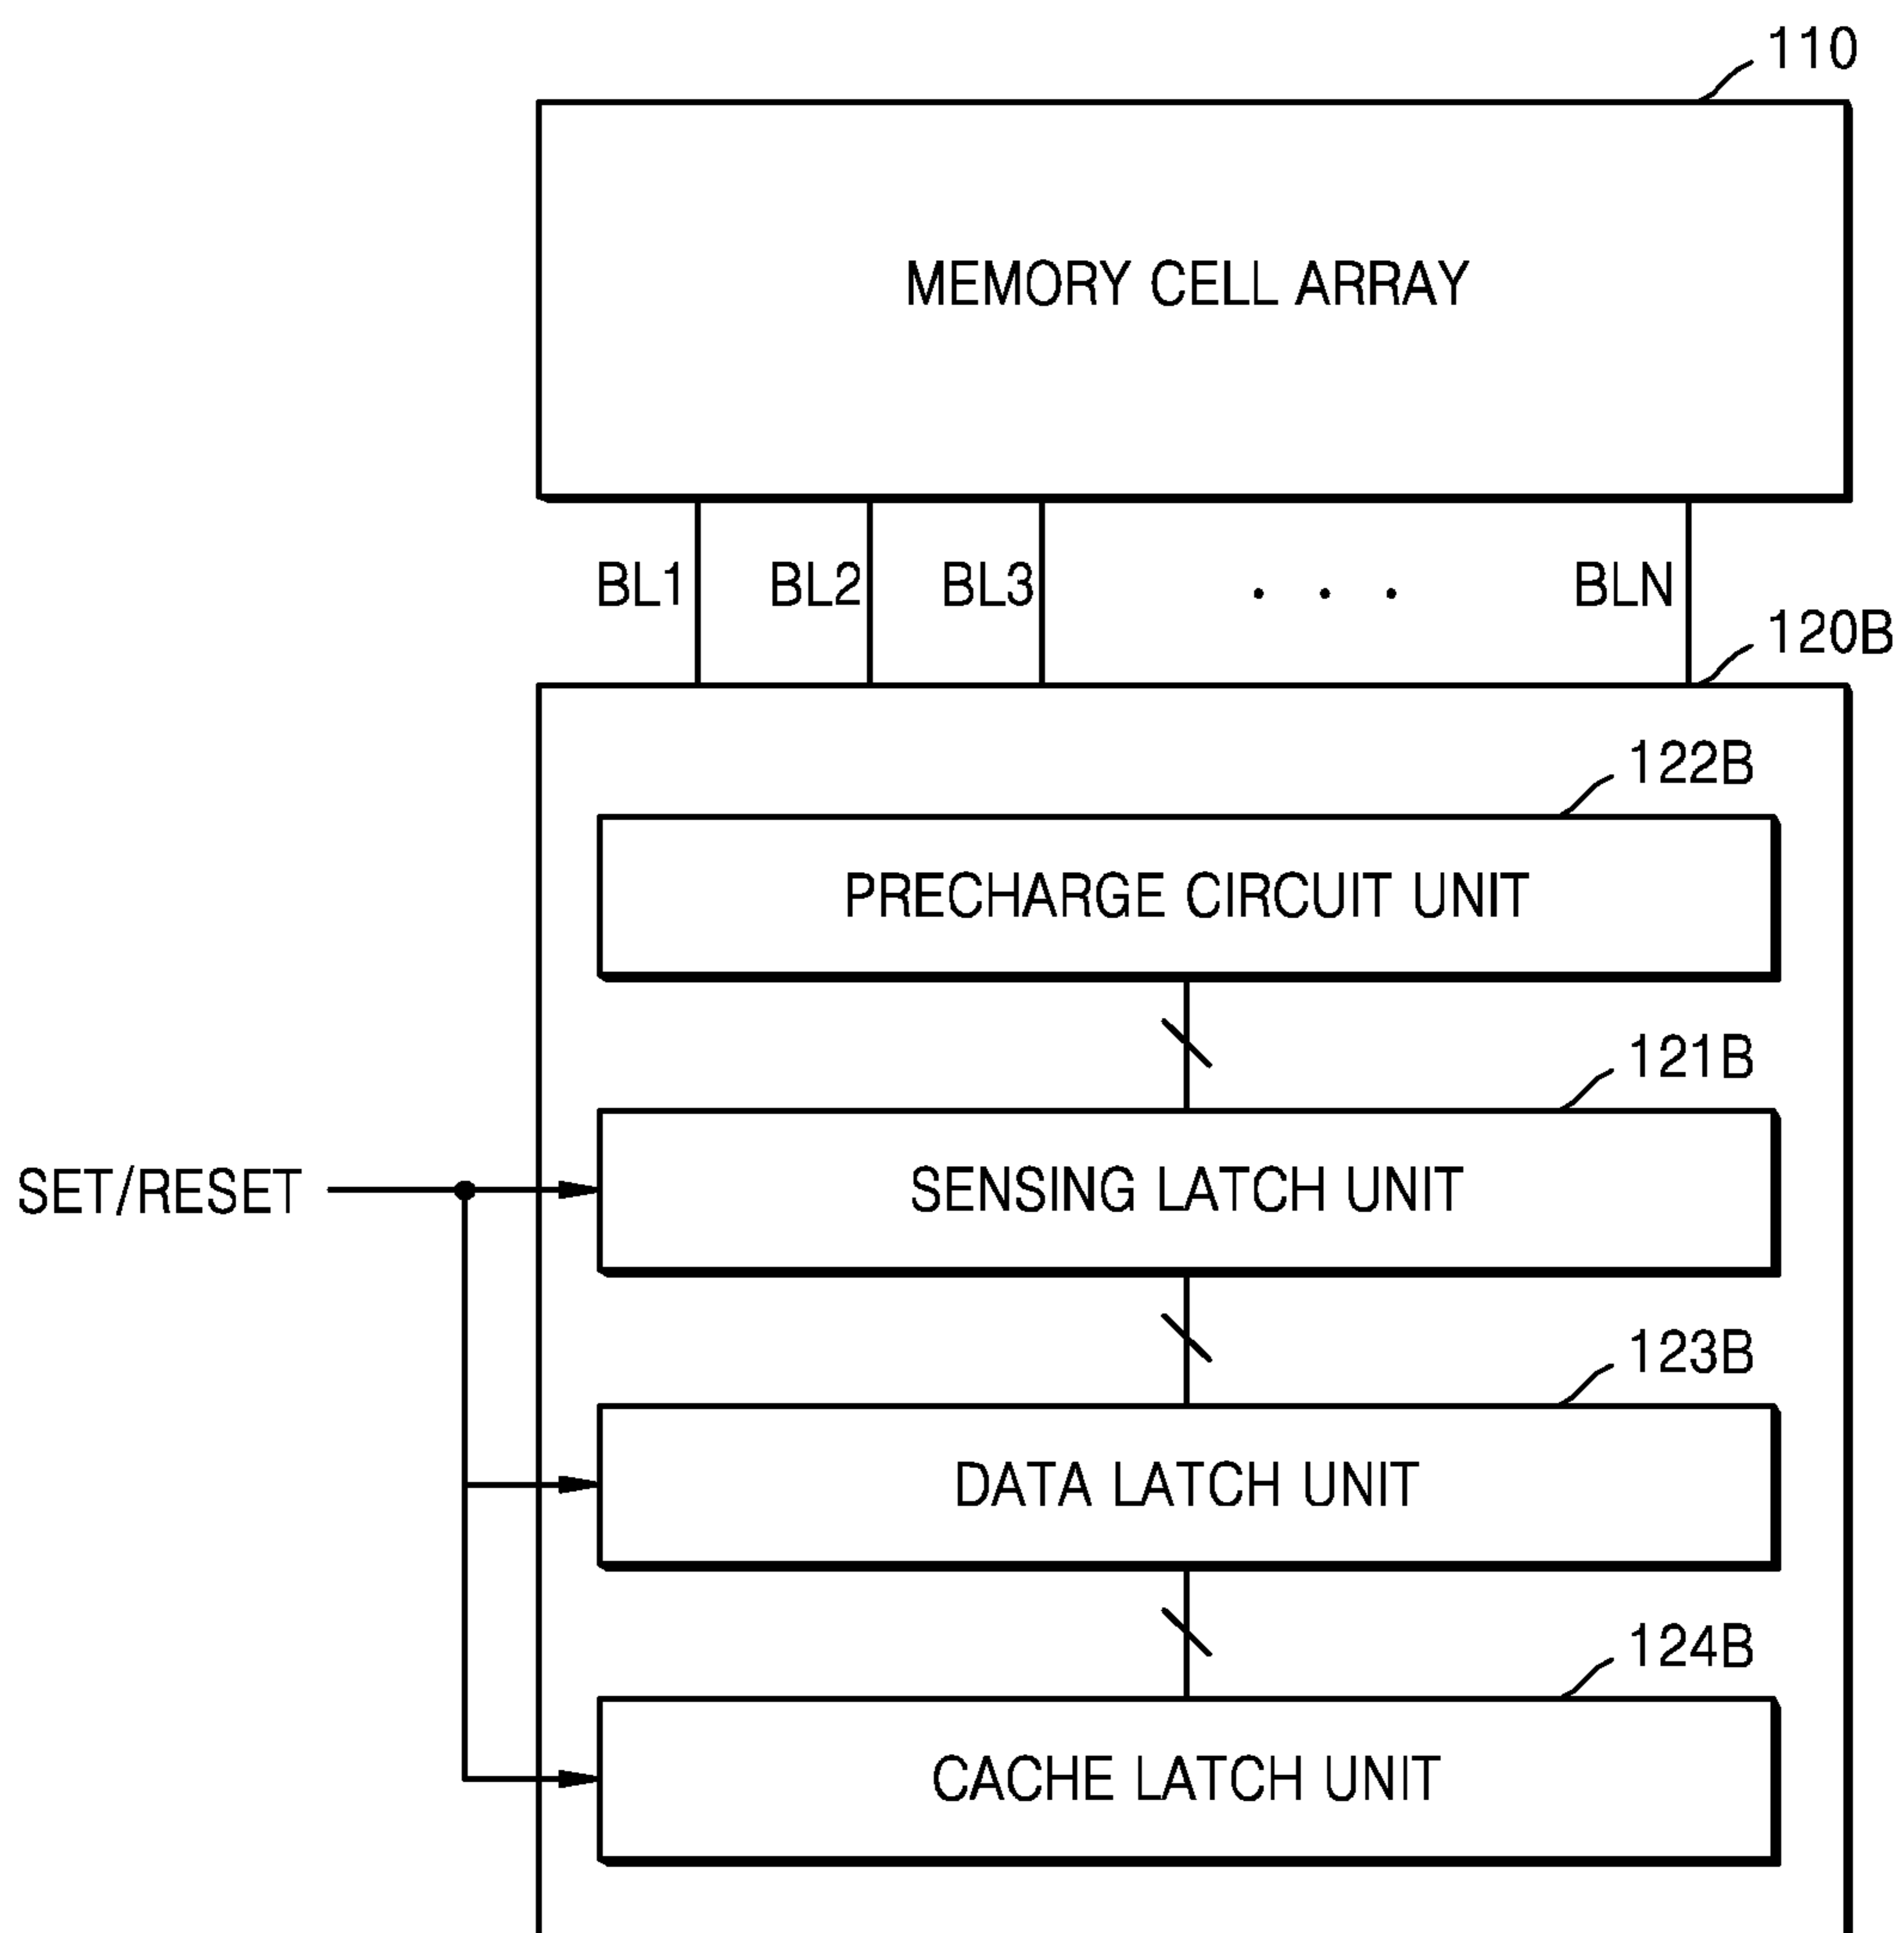 110
MEMORY CELL ARRAY
BL1 BL2 BL3 . . . BLN
120B
122B
PRECHARGE CIRCUIT UNIT
121B
SET/RESET
SENSING LATCH UNIT
123B
DATA LATCH UNIT
124B
CACHE LATCH UNIT